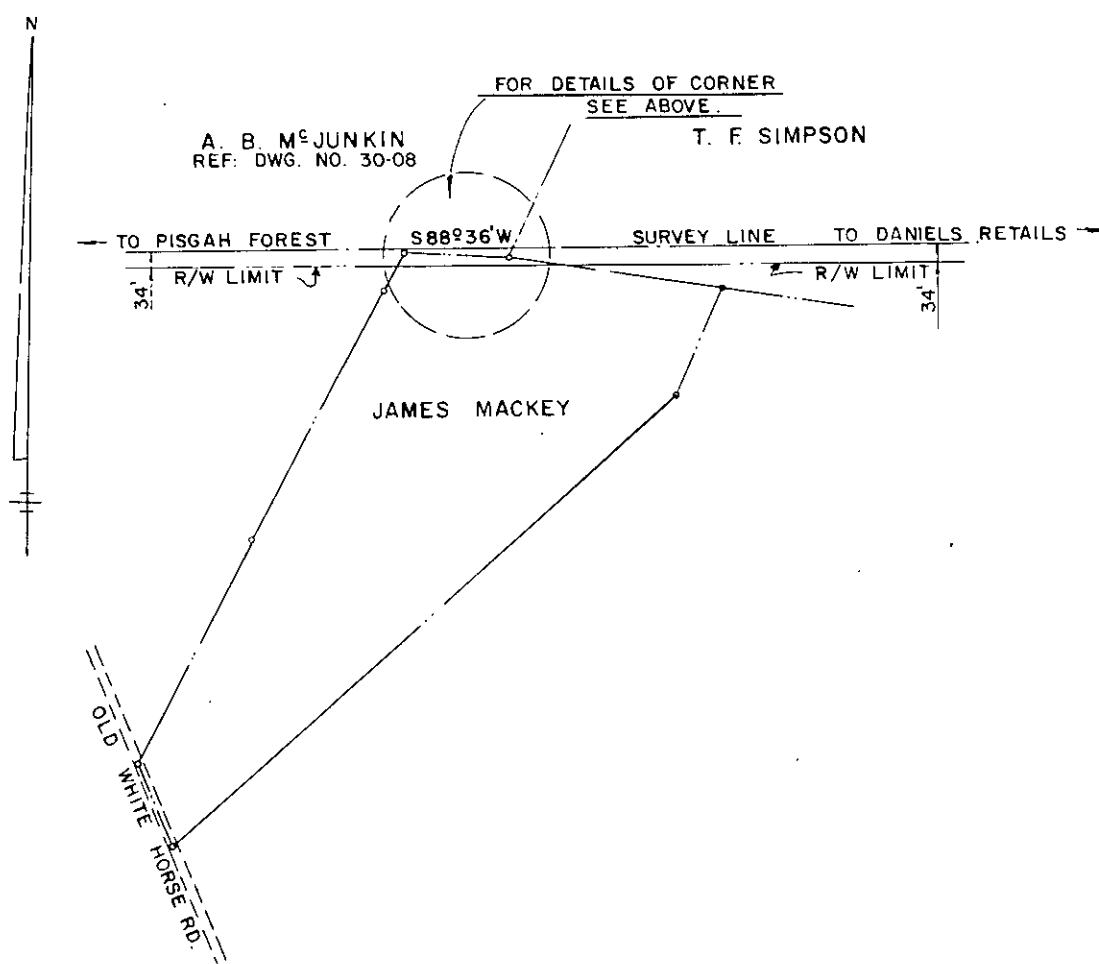 N
FOR DETAILS OF CORNER
SEE ABOVE.
A. B. McJUNKIN
REF: DWG. NO. 30-08
T. F. SIMPSON
TO PISGAH FOREST
S88°36'W
SURVEY LINE
TO DANIELS RETAILS
R/W LIMIT
R/W LIMIT
34'
34'
JAMES MACKEY
OLD WHITE HORSE RD.